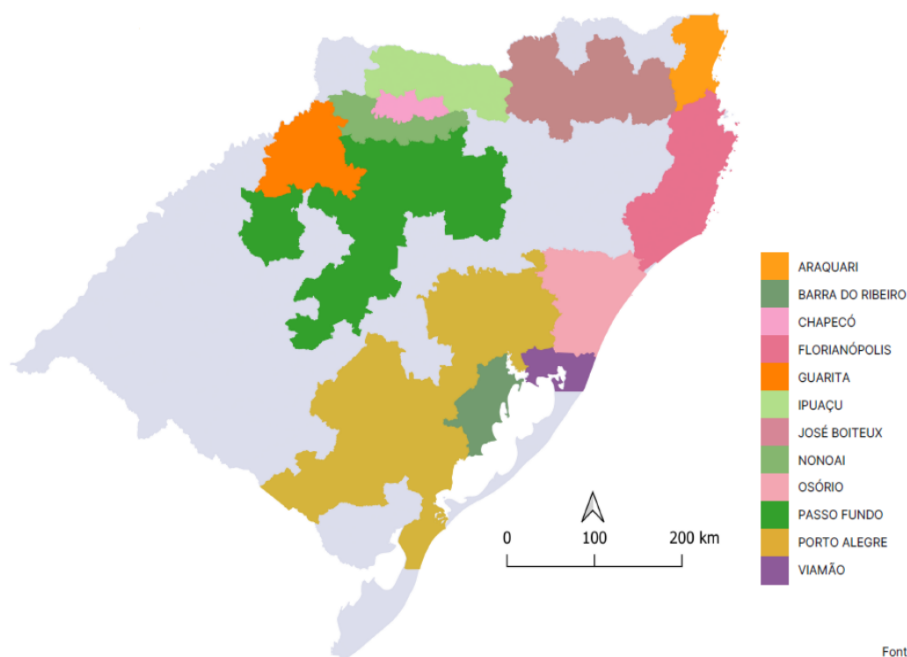 ARAQUARI
BARRA DO RIBEIRO
CHAPECÓ
FLORIANÓPOLIS
GUARITA
IPUAÇU
JOSÉ BOITEUX
NONOAI
OSÓRIO
PASSO FUNDO
PORTO ALEGRE
VIAMÃO
0 100 200 km
Font